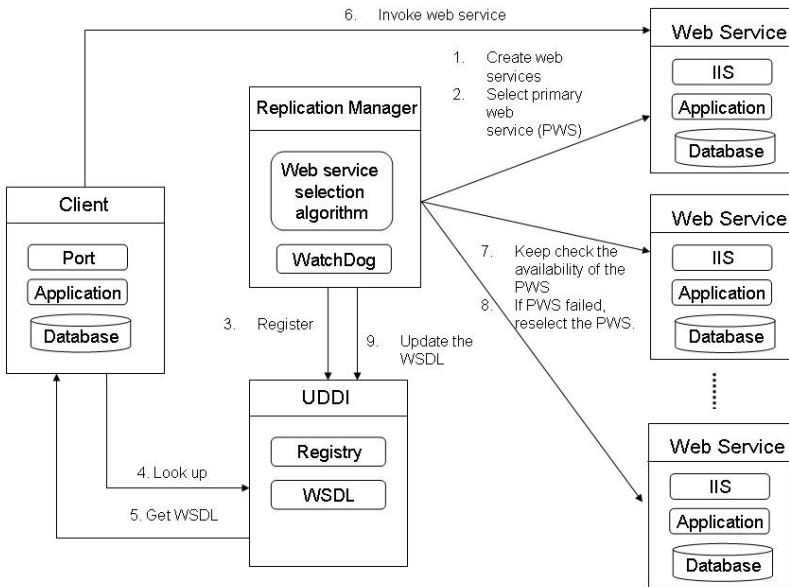 6. Invoke web service
Web Service
IIS
Application
Database
1. Create web
services
2. Select primary
web
service (PWS)
Replication Manager
Web service
selection
algorithm
WatchDog
Client
Port
Application
Database
Web Service
IIS
Application
Database
7. Keep check the
availability of the
PWS
8. If PWS failed,
reselect the PWS.
3. Register
9. Update the
WSDL
UDDI
Registry
WSDL
4. Look up
5. Get WSDL
Web Service
IIS
Application
Database